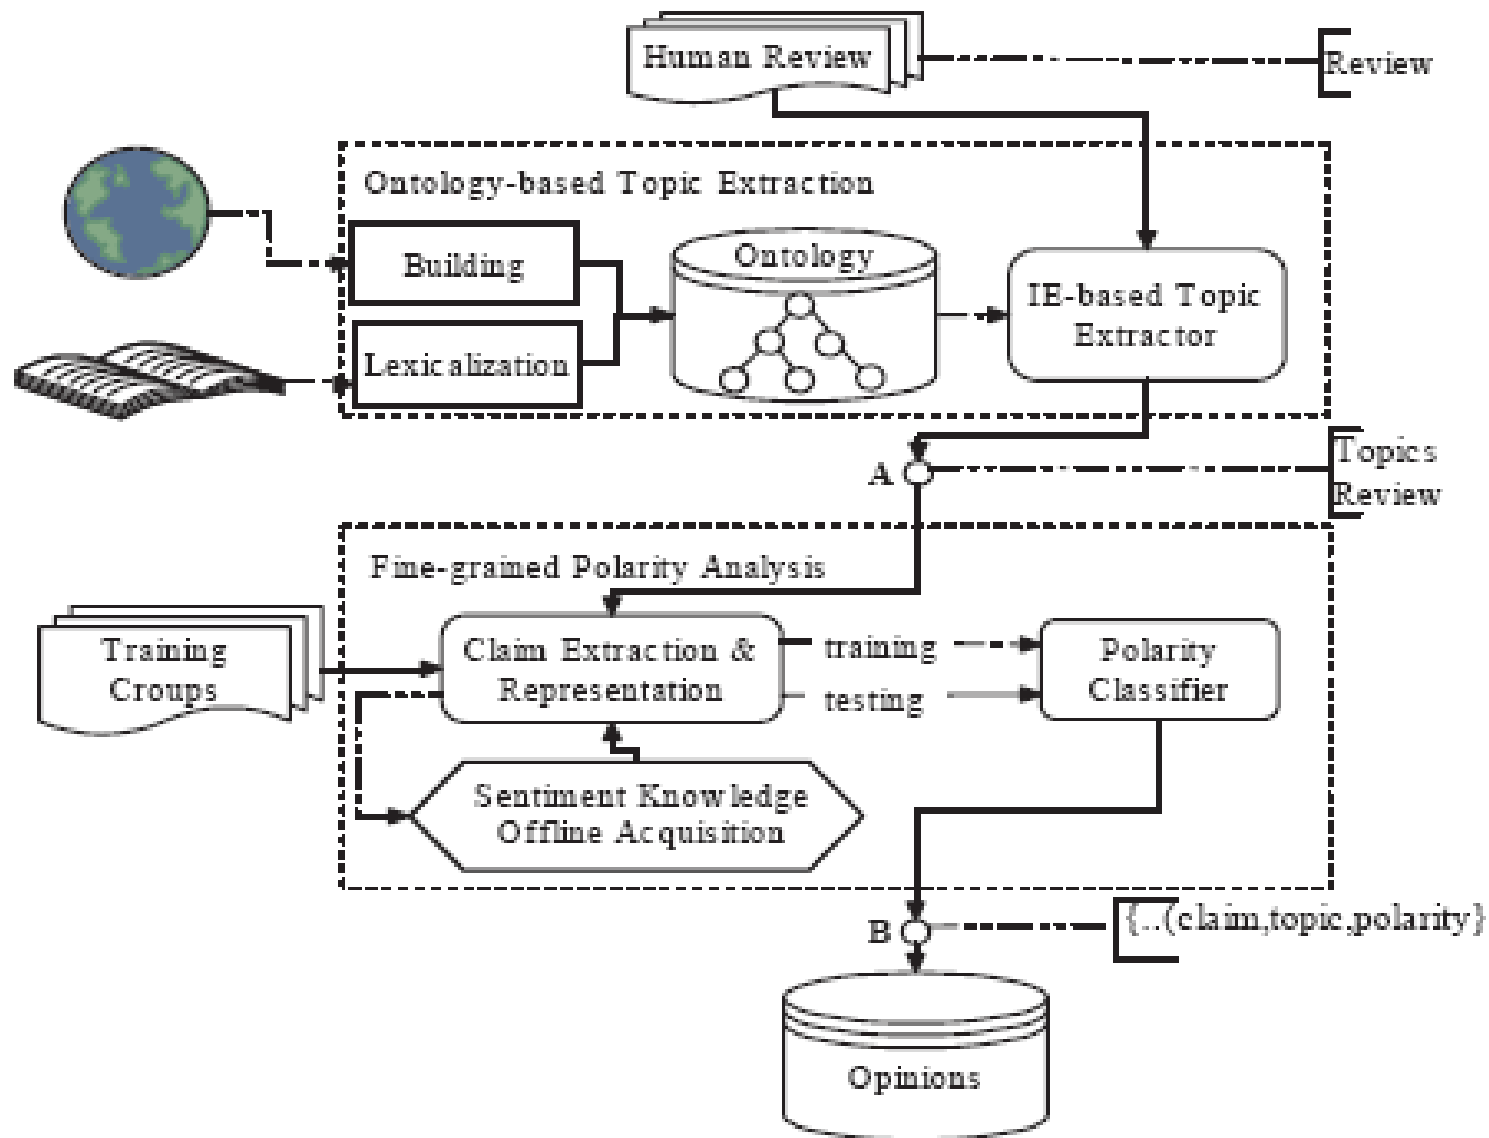 Human Review
Review
Ontology-based Topic Extraction
Building
Ontology
IE-based Topic
Extractor
Lexicalization
A
Topics
Review
Fine-grained Polarity Analysis
Training
Croups
Claim Extraction &
Representation
training
testing
Polarity
Classifier
Sentiment Knowledge
Offline Acquisition
B
{..(claim,topic,polarity}
Opinions